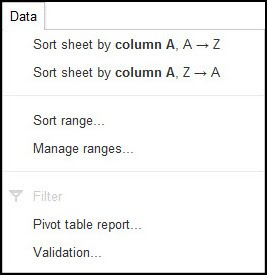 Data
Sort sheet by column A, A → Z
Sort sheet by column A, Z → A
Sort range...
Manage ranges...
Filter
Pivot table report...
Validation...